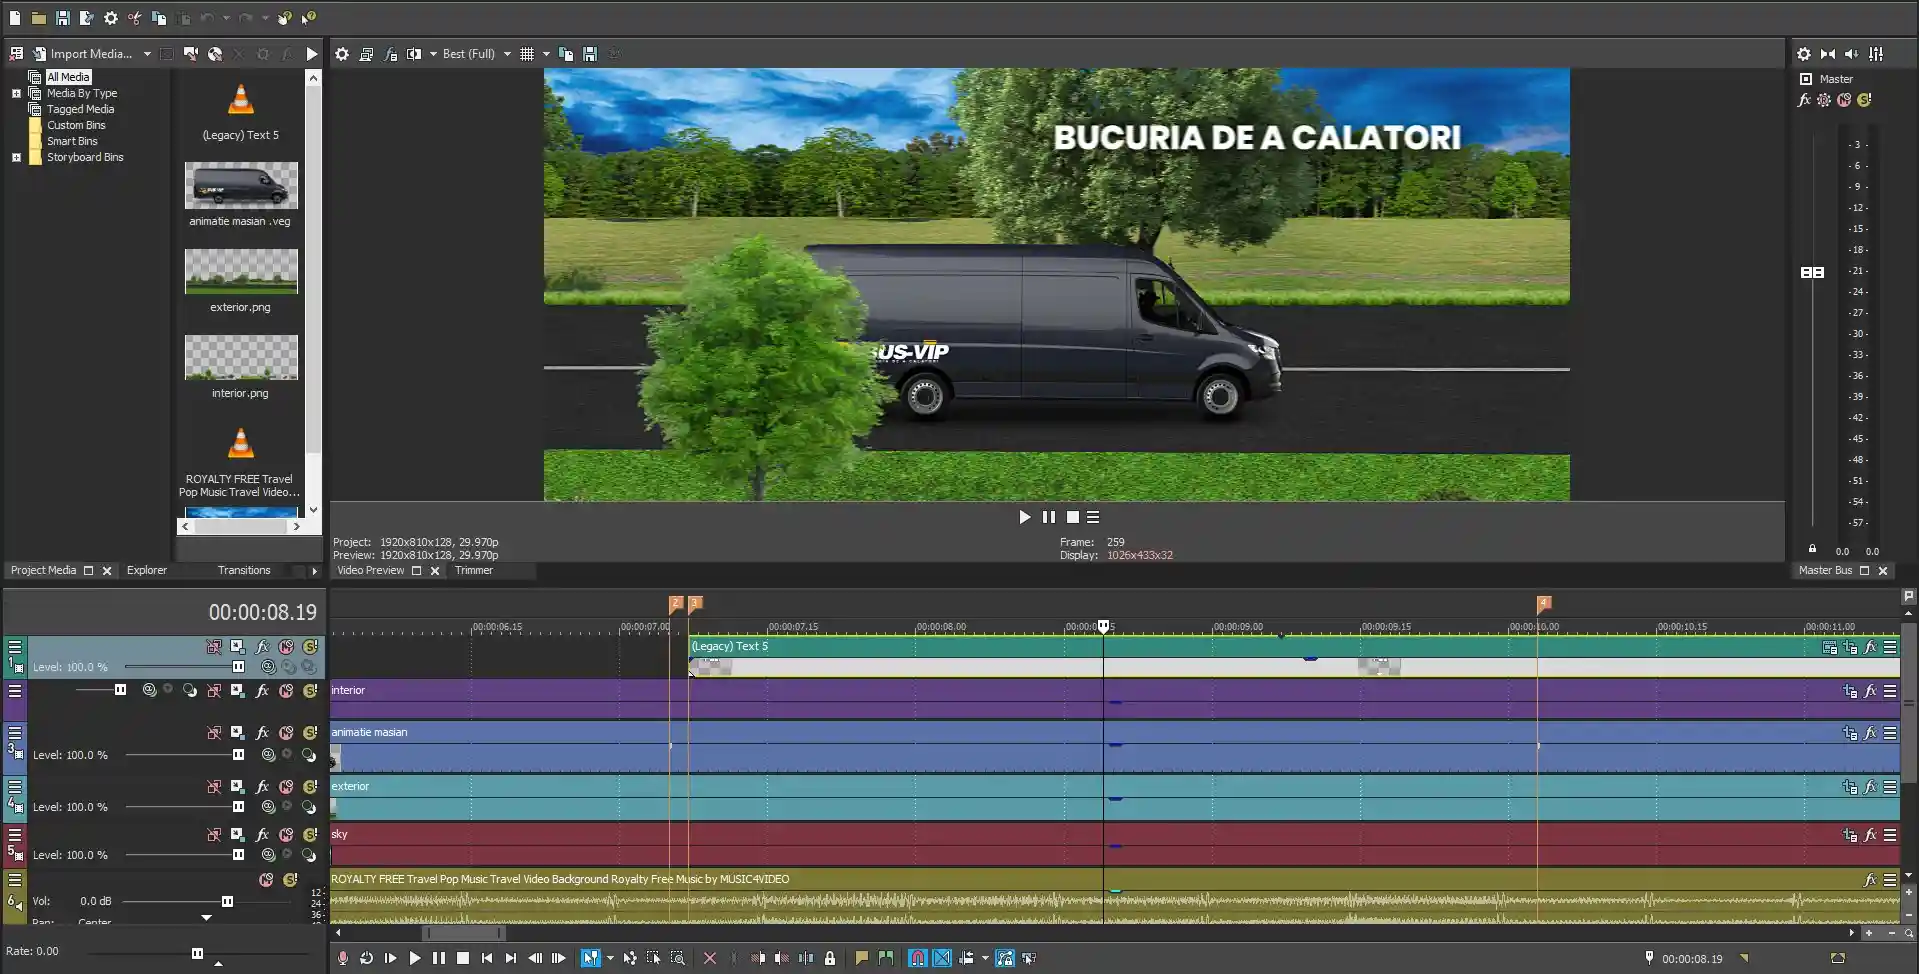 Import Media...
All Media
Media By Type
Tagged Media
Custom Bins
Smart Bins
Storyboard Bins
(Legacy) Text 5
animatie masian .veg
exterior.png
interior.png
ROYALTY FREE Travel
Pop Music Travel Video...
Project Media
Explorer
Transitions
Best (Full)
BUCURIA DE A CALATORI
BUS-VIP
Project: 1920x810x128, 29.970p
Preview: 1920x810x128, 29.970p
Frame: 259
Display: 1026x433x32
Video Preview
Trimmer
Master
fx
-3-
-6-
-9-
-12-
-15-
-18-
-21-
-24-
-27-
-30-
-33-
-36-
-39-
-42-
-45-
-48-
-51-
-54-
-57-
0.0 0.0
Master Bus
00:00:08.19
2 3 4
00:00:06.15 00:00:07.00 00:00:07.15 00:00:08.00 00:00:09.00 00:00:09.15 00:00:10.00 00:00:10.15 00:00:11.00
1
Level: 100.0 %
(Legacy) Text 5
interior
3
Level: 100.0 %
animatie masian
4
Level: 100.0 %
exterior
5
Level: 100.0 %
sky
6
Vol: 0.0 dB
12
24
36
ROYALTY FREE Travel Pop Music Travel Video Background Royalty Free Music by MUSIC4VIDEO
Pan: Center
Rate: 0.00
00:00:08.19